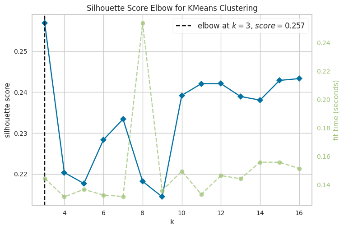 Silhouette Score Elbow for KMeans Clustering
elbow at k = 3, score = 0.257
silhouette score
0.25
0.24
0.23
0.22
4 6 8 10 12 14 16
k
0.24
0.22
0.20
0.18
0.16
0.14
fit time (seconds)